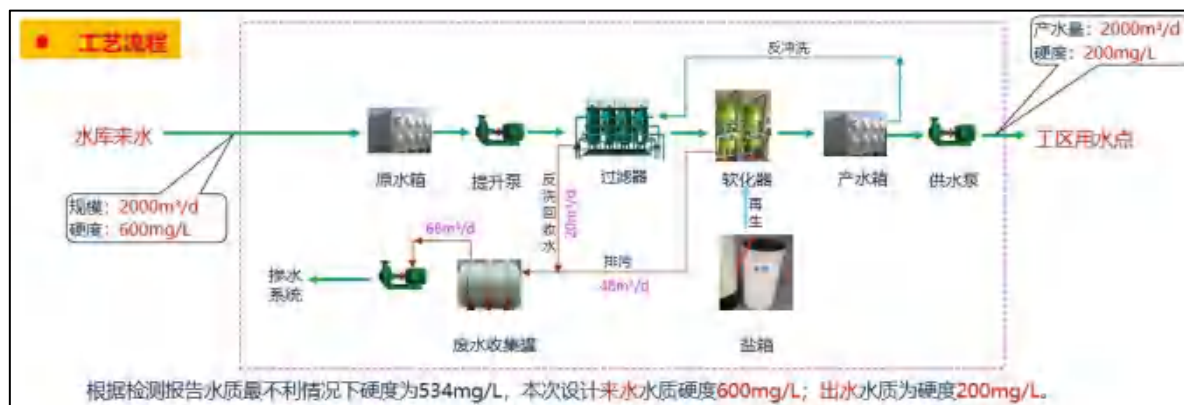 工艺流程
产水量：2000m³/d
硬度：200mg/L
反冲洗
水库来水
工区用水点
原水箱
提升泵
过滤器
软化器
产水箱
供水泵
规模：2000m³/d
硬度：600mg/L
反洗回收水
20m³/d
再生
68m³/d
排污
48m³/d
掺水
系统
废水收集罐
盐箱
根据检测报告水质最不利情况下硬度为534mg/L，本次设计来水水质硬度600mg/L；出水水质为硬度200mg/L。